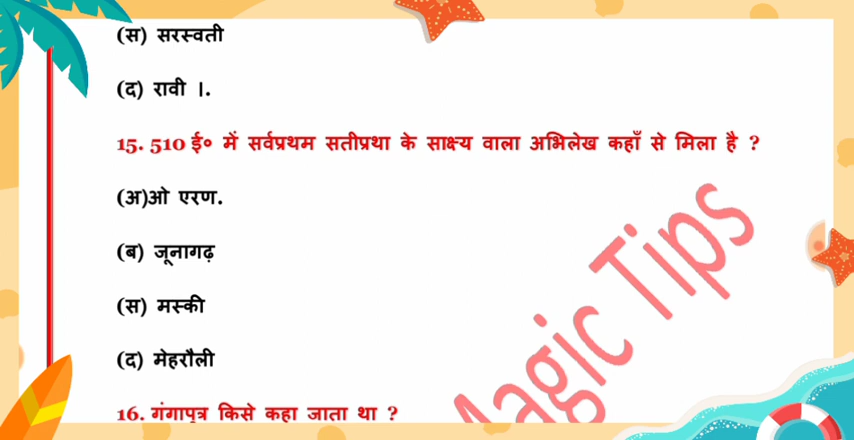 (स) सरस्वती
(द) रावी ।.
15. 510 ई० में सर्वप्रथम सतीप्रथा के साक्ष्य वाला अभिलेख कहाँ से मिला है ?
(अ)ओ एरण.
(ब) जूनागढ़
(स) मस्की
(द) मेहरौली
16. गंगापुत्र किसे कहा जाता था ?
Magic Tips